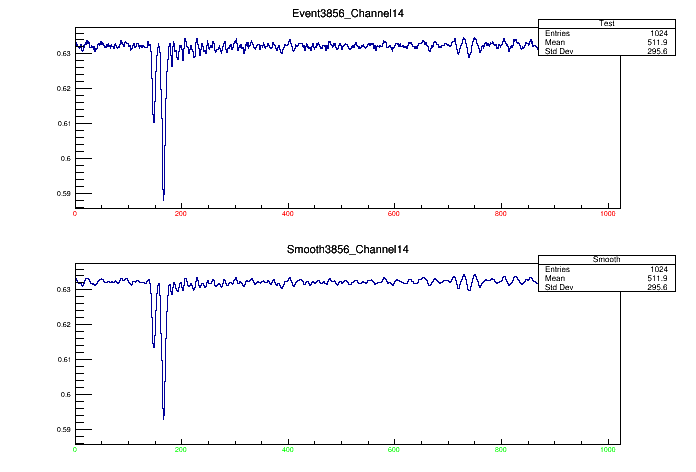 Event3856_Channel14
Test
Entries 1024
Mean 511.9
Std Dev 295.6
0.63
0.62
0.61
0.6
0.59
0 200 400 600 800 1000
Smooth3856_Channel14
Smooth
Entries 1024
Mean 511.9
Std Dev 295.6
0.63
0.62
0.61
0.6
0.59
0 200 400 600 800 1000